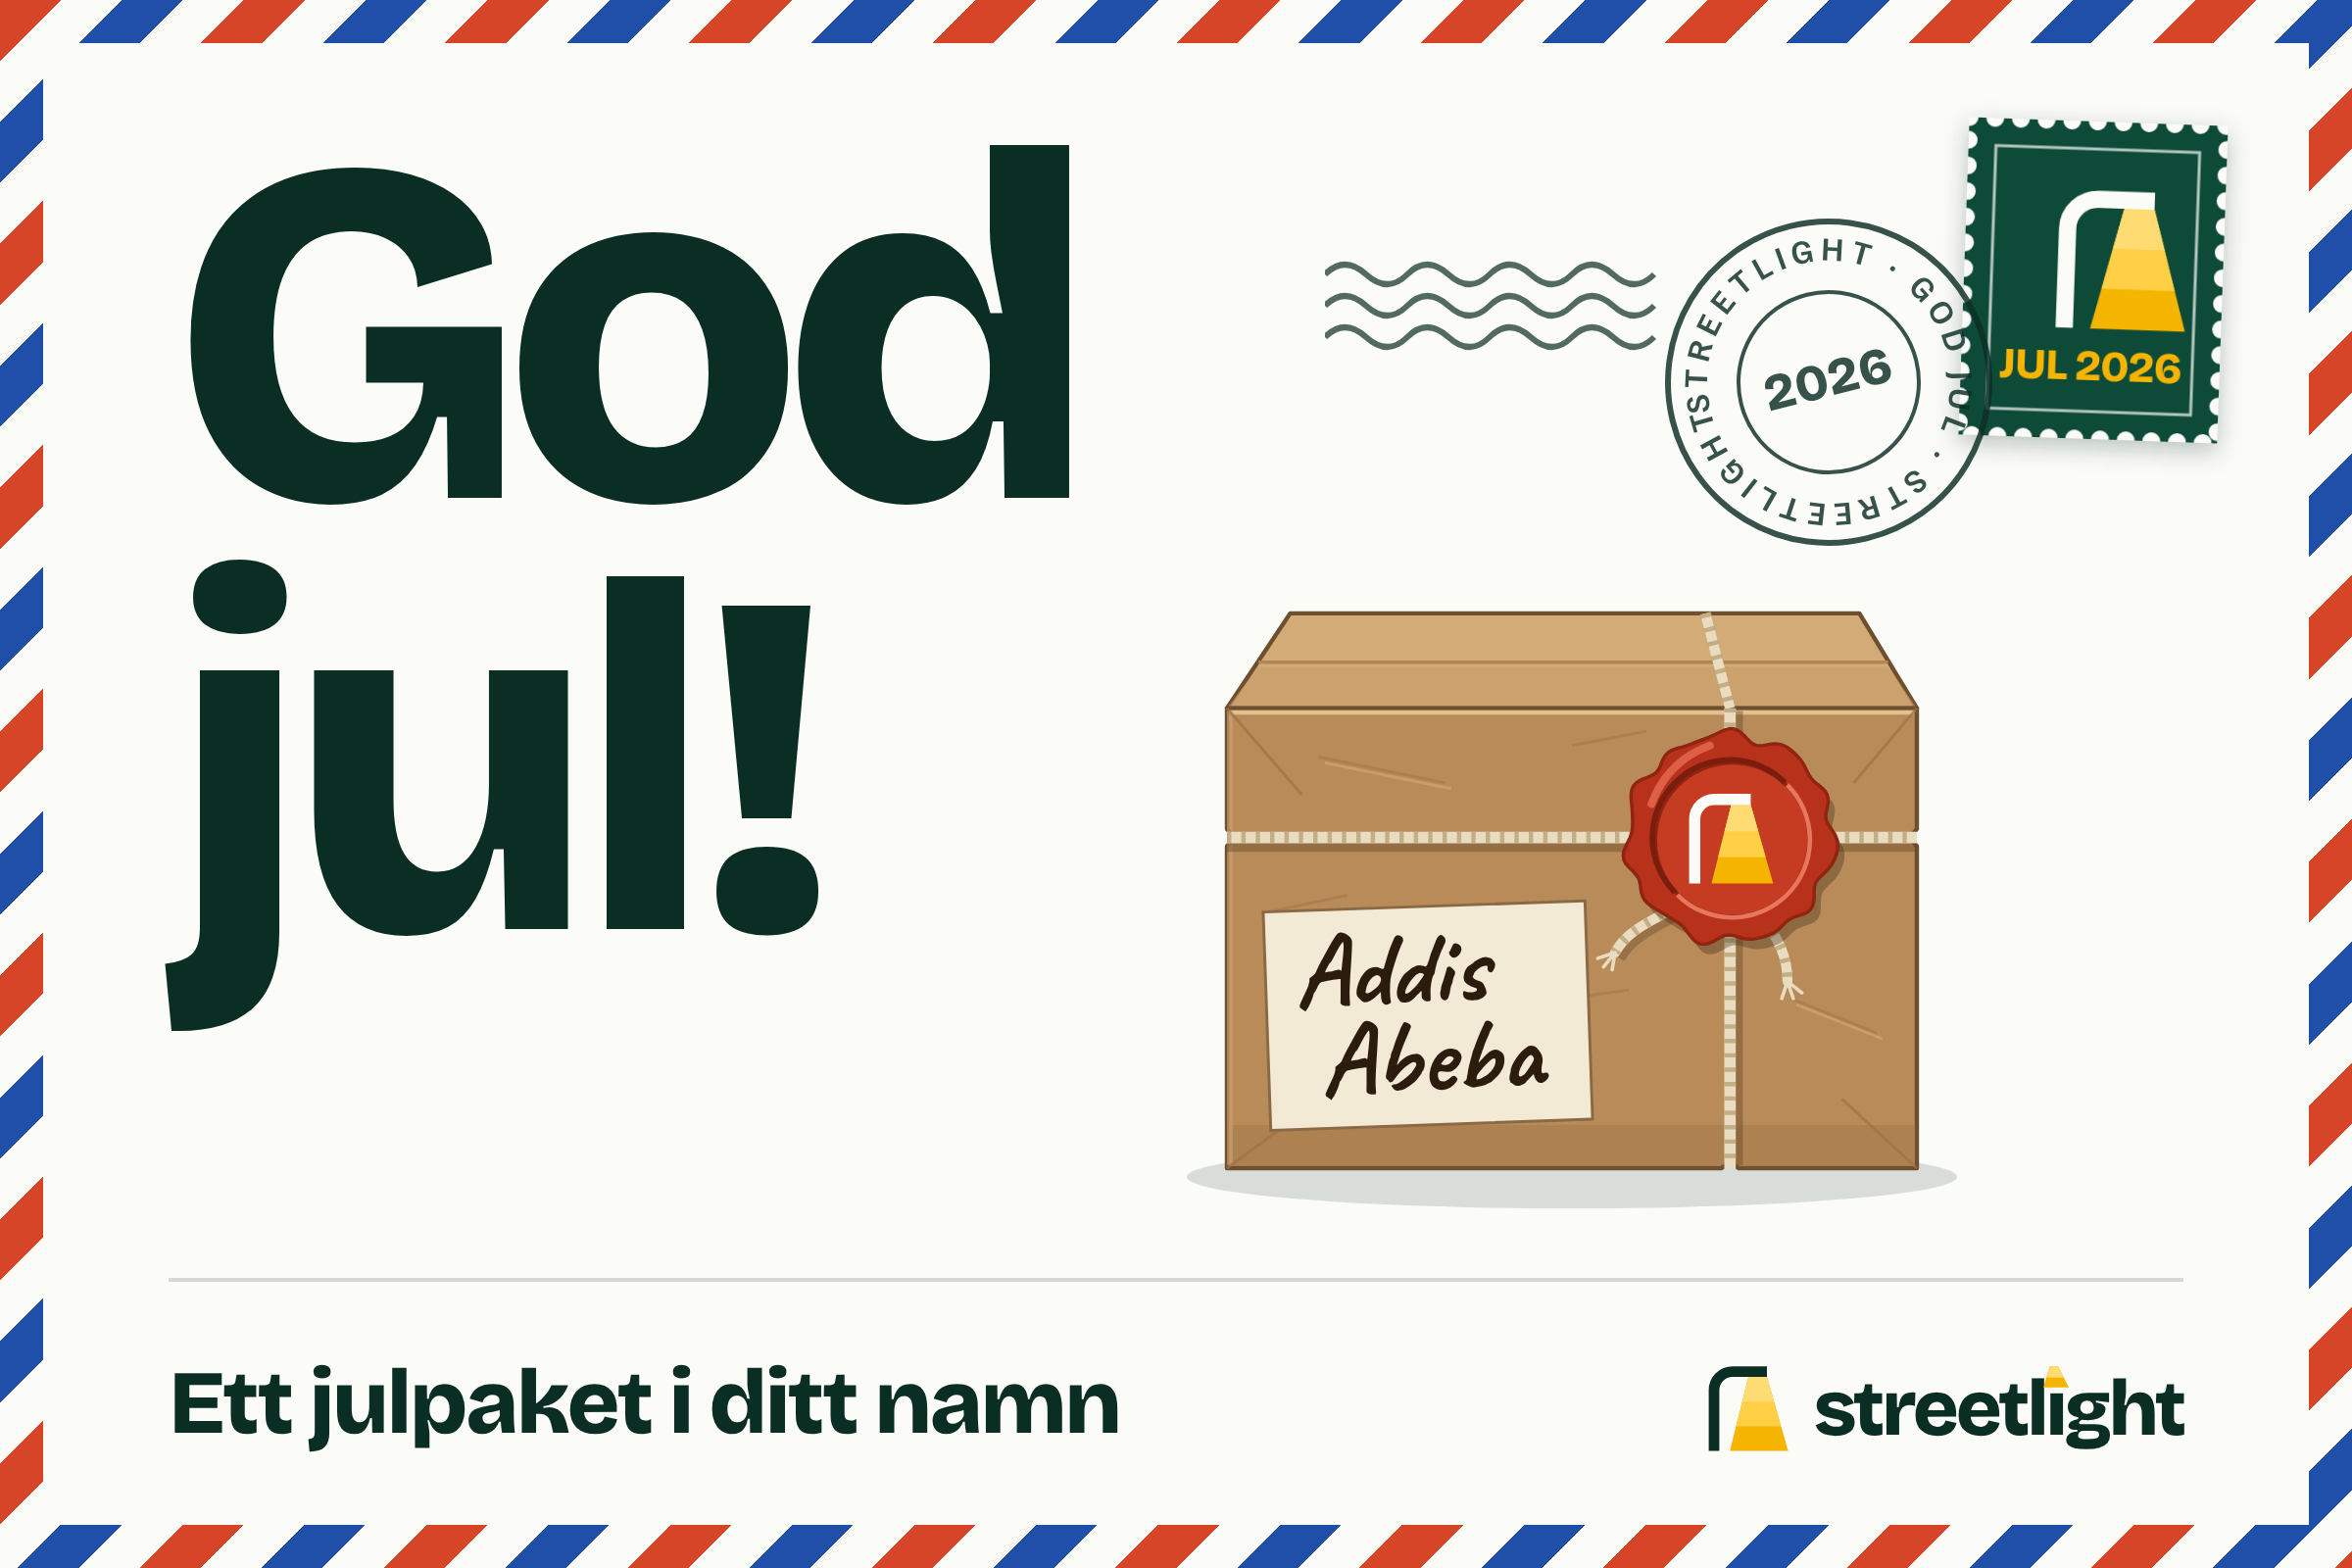 God
jul!
STREETLIGHT · GOD JUL · STREETLIGHT
2026
JUL 2026
Addis
Abeba
Ett julpaket i ditt namn
streetlight